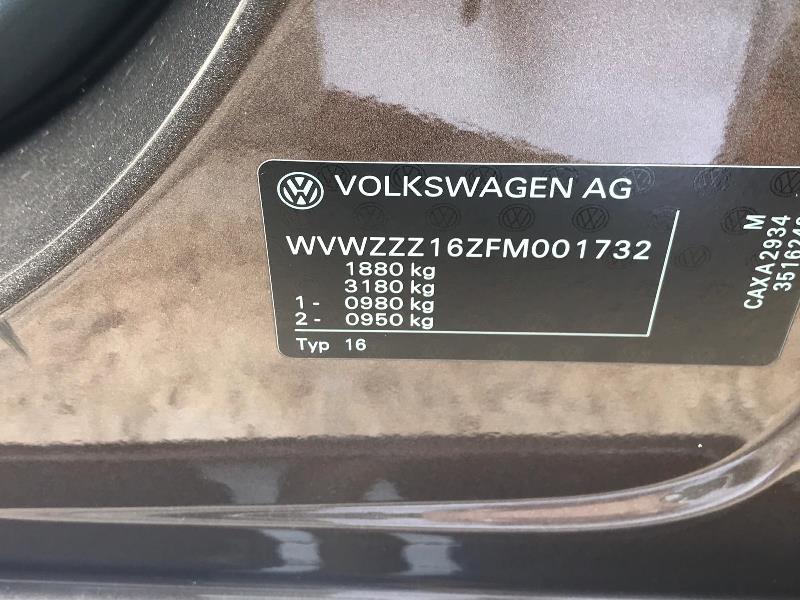 VOLKSWAGEN AG
WVWZZZ16ZFM001732
1880 kg
3180 kg
1 - 0980 kg
2 - 0950 kg
Typ 16
M
CAXA2934